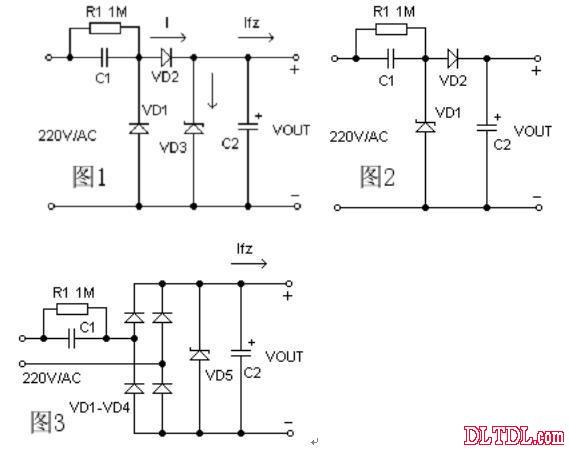 R1 1M
I
Ifz
C1
VD2
+
VD1
+
220V/AC
VD3
C2
VOUT
图1
−
R1 1M
C1
VD2
+
VD1
+
220V/AC
C2
VOUT
图2
−
Ifz
R1 1M
+
C1
+
VOUT
220V/AC
VD5
C2
VD1-VD4
图3
−
DLTDL.com